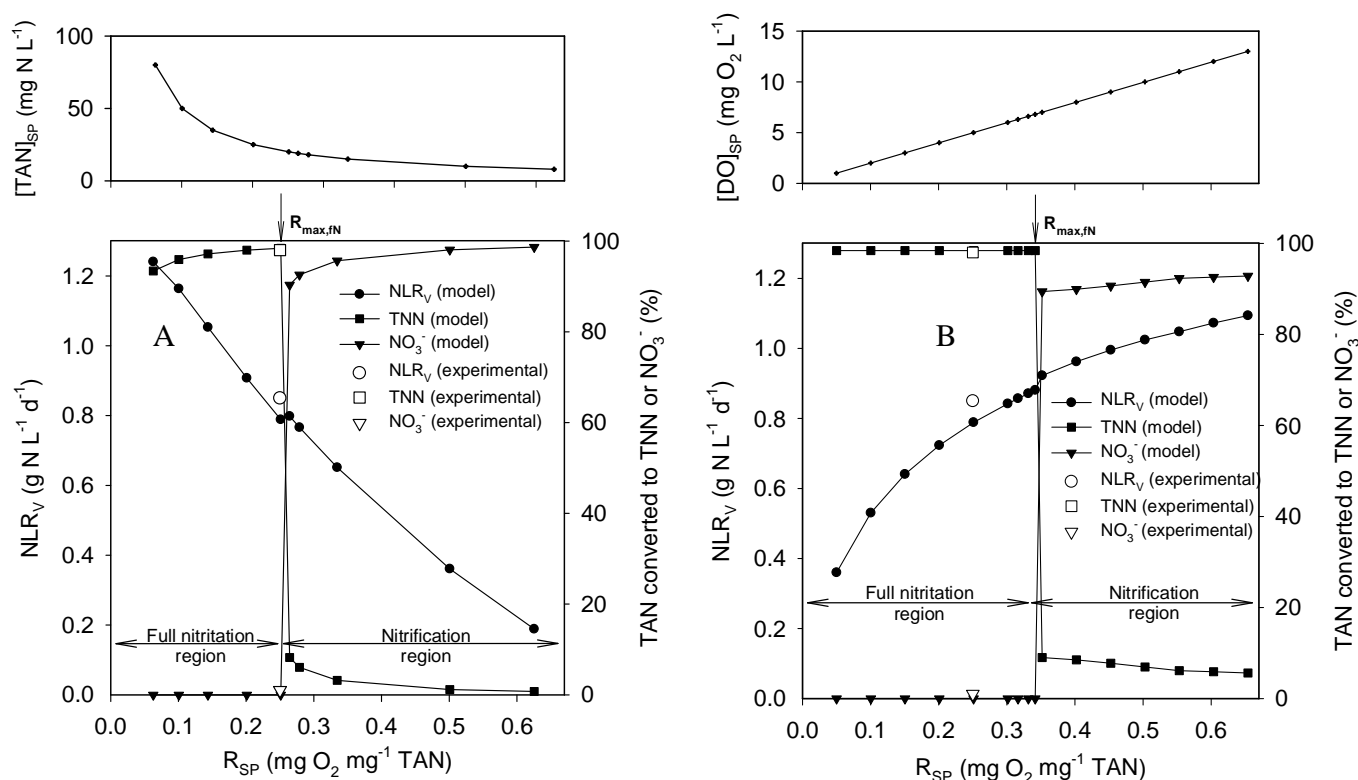 100
50
0
[TAN]SP (mg N L-1)
Rmax,fN
1.2
1.0
0.8
0.6
0.4
0.2
0.0
NLRV (g N L-1 d-1)
A
NLRV (model)
TNN (model)
NO3- (model)
NLRV (experimental)
TNN (experimental)
NO3- (experimental)
Full nitritation
region
Nitrification
region
100
80
60
40
20
0
TAN converted to TNN or NO3- (%)
0.0 0.1 0.2 0.3 0.4 0.5 0.6
RSP (mg O2 mg-1 TAN)
15
10
5
0
[DO]SP (mg O2 L-1)
Rmax,fN
1.2
1.0
0.8
0.6
0.4
0.2
0.0
NLRV (g N L-1 d-1)
B
NLRV (model)
TNN (model)
NO3- (model)
NLRV (experimental)
TNN (experimental)
NO3- (experimental)
Full nitritation
region
Nitrification
region
100
80
60
40
20
0
TAN converted to TNN or NO3- (%)
0.0 0.1 0.2 0.3 0.4 0.5 0.6
RSP (mg O2 mg-1 TAN)